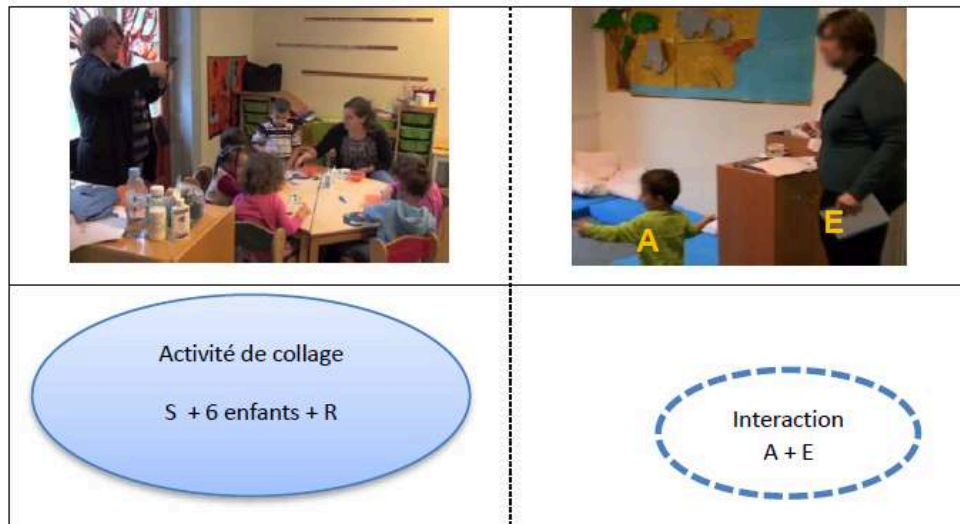 A
E
Activité de collage
S + 6 enfants + R
Interaction
A + E